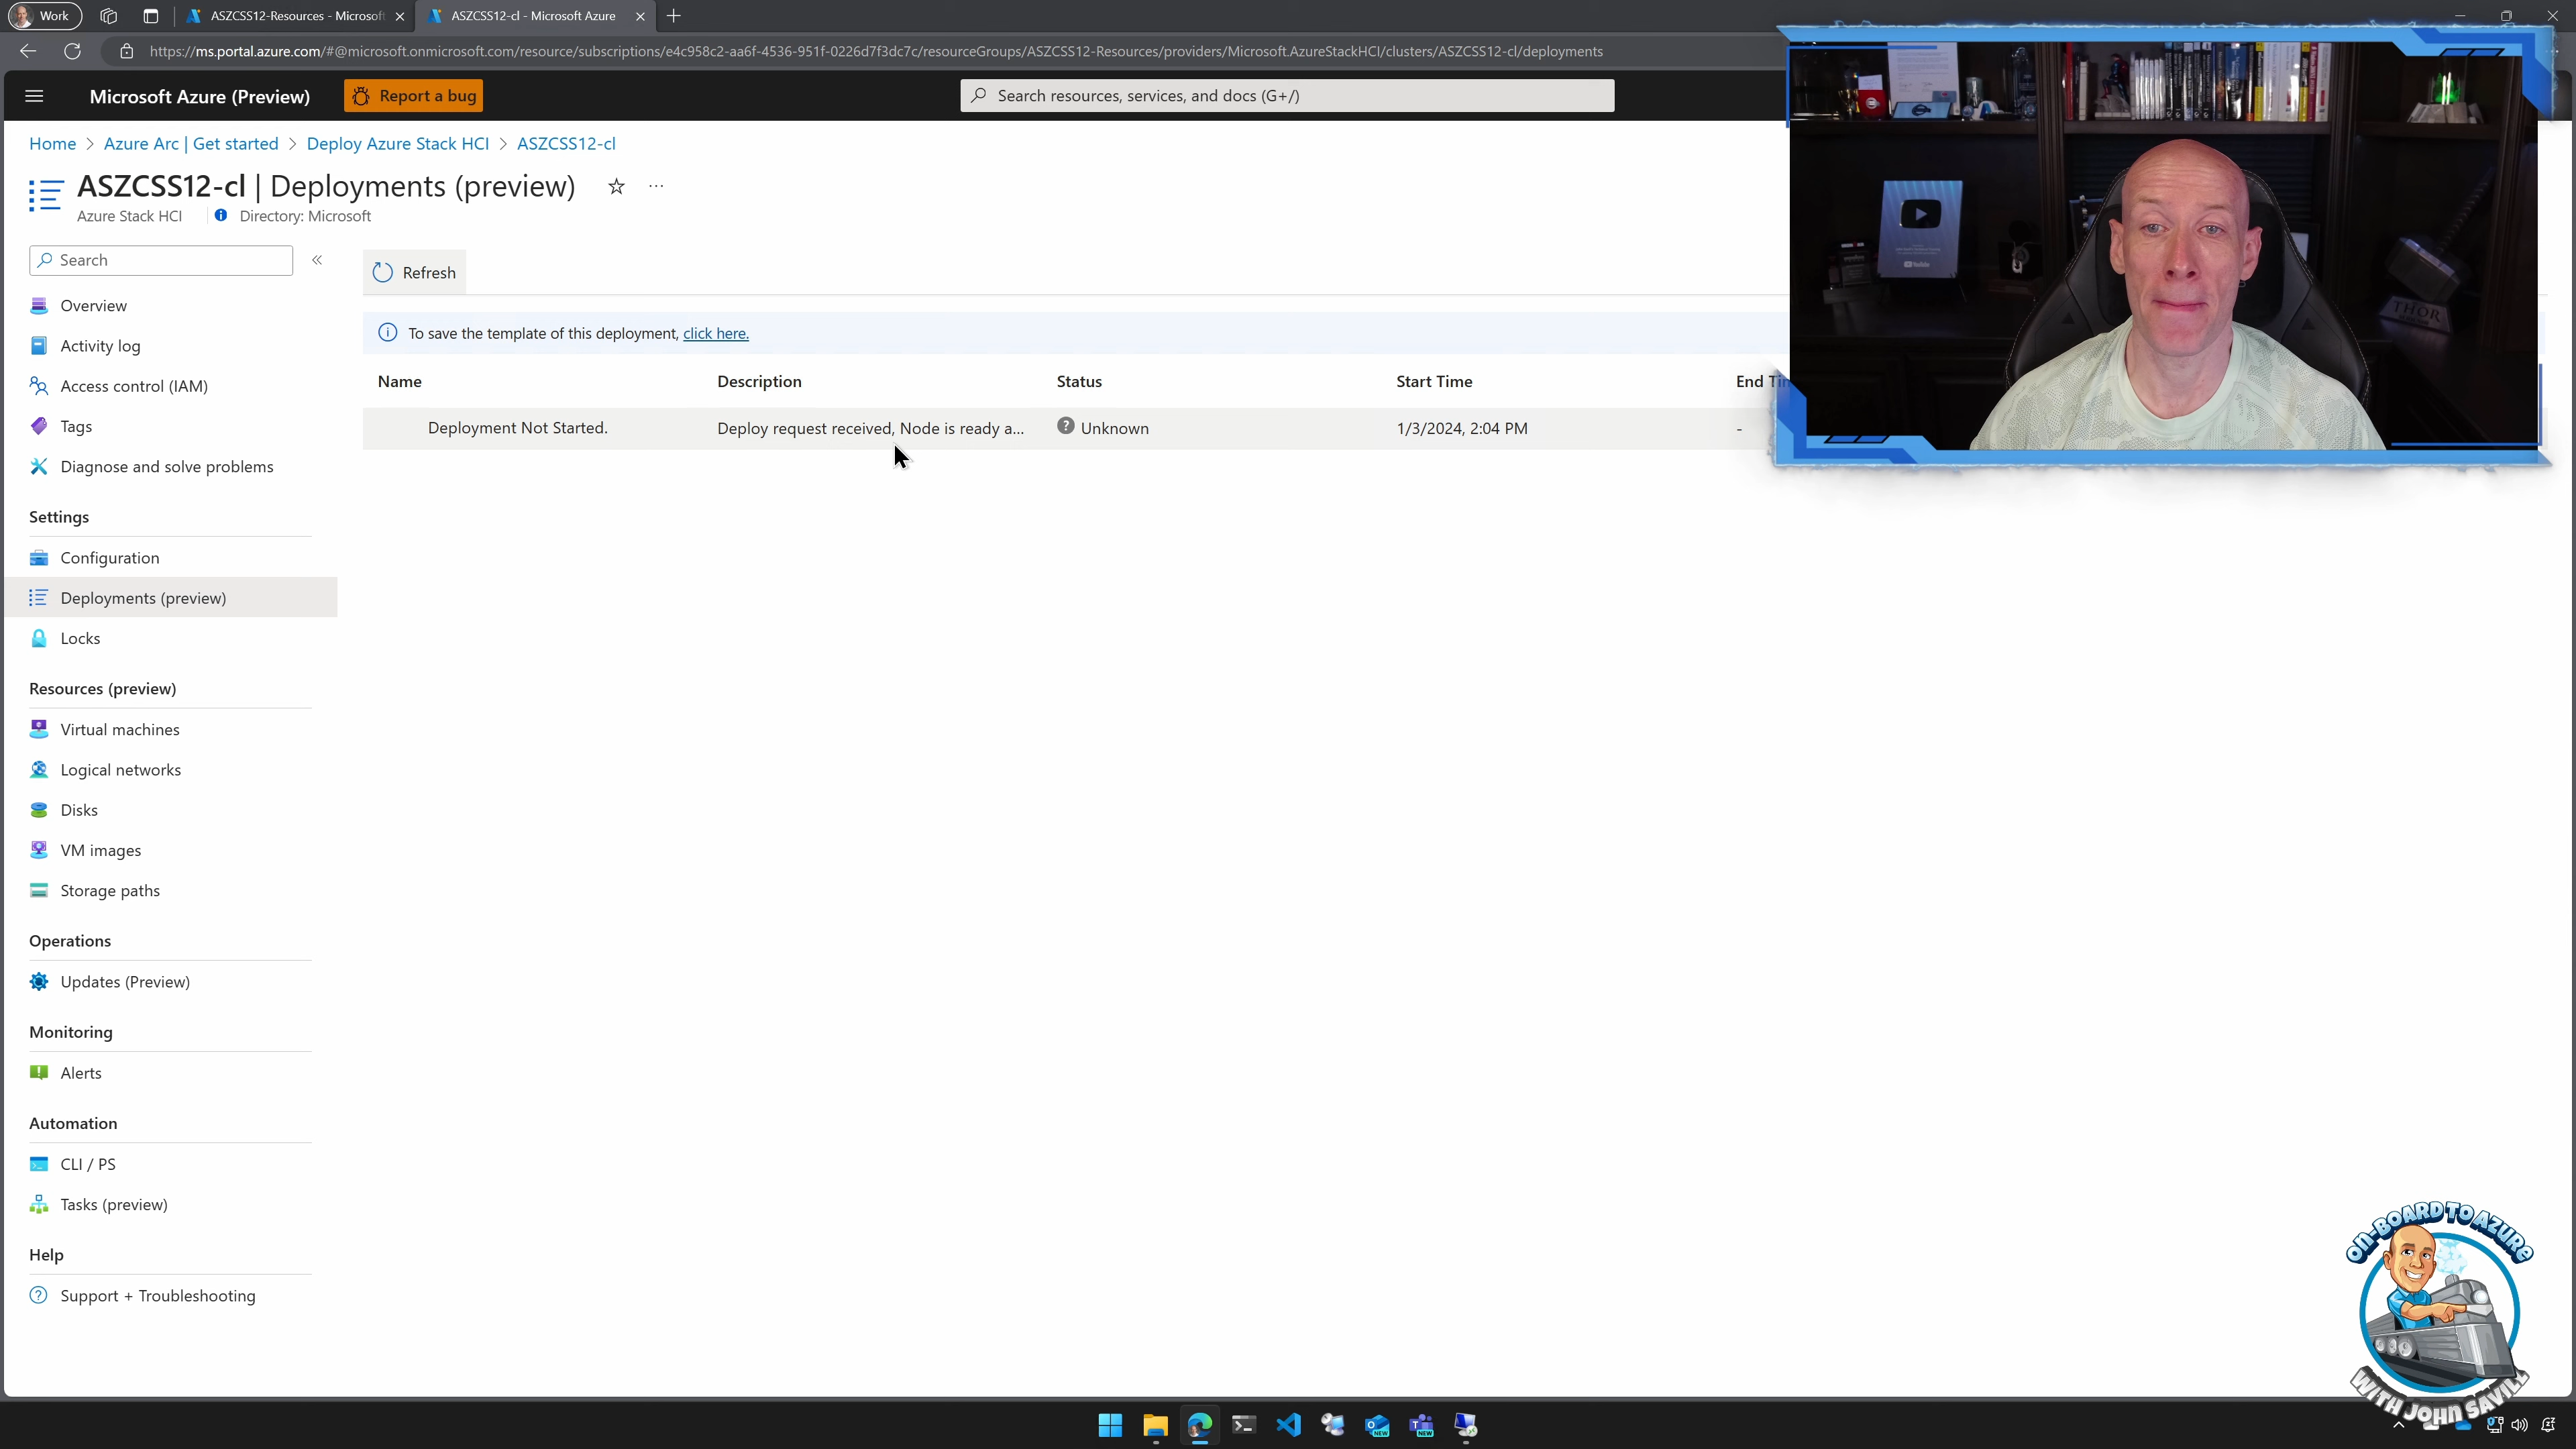 Work
ASZCSS12-Resources - Microsoft
ASZCSS12-cl - Microsoft Azure
https://ms.portal.azure.com/#@microsoft.onmicrosoft.com/resource/subscriptions/e4c958c2-aa6f-4536-951f-0226d7f3dc7c/resourceGroups/ASZCSS12-Resources/providers/Microsoft.AzureStackHCI/clusters/ASZCSS12-cl/deployments
Microsoft Azure (Preview)
Report a bug
Search resources, services, and docs (G+/)
Home > Azure Arc | Get started > Deploy Azure Stack HCI > ASZCSS12-cl
ASZCSS12-cl | Deployments (preview)
Azure Stack HCI
Directory: Microsoft
Search
Refresh
Overview
To save the template of this deployment, click here.
Activity log
Name Description Status Start Time End Tim
Access control (IAM)
Deployment Not Started. Deploy request received, Node is ready a... Unknown 1/3/2024, 2:04 PM -
Tags
Diagnose and solve problems
Settings
Configuration
Deployments (preview)
Locks
Resources (preview)
Virtual machines
Logical networks
Disks
VM images
Storage paths
Operations
Updates (Preview)
Monitoring
Alerts
Automation
CLI / PS
Tasks (preview)
Help
Support + Troubleshooting
YouTube
THOR
ON-BOARD TO AZURE
WITH JOHN SAVILL
NEW
NEW